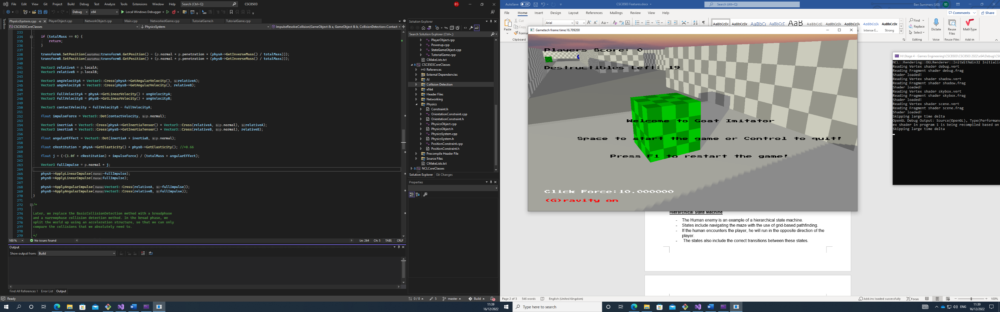 File Edit View Git Project Build Debug Test Analyze Tools Extensions Window Help Search (Ctrl+Q) CSC8503 BS
Debug x64 Local Windows Debugger
PhysicsSystem.cpp PlayerObject.cpp NetworkObject.cpp Main.cpp NetworkedGame.cpp TutorialGame.h TutorialGame.cpp
CSC8503CoreClasses PhysicsSystem ImpulseResolveCollision(GameObject & a, GameObject & b, CollisionDetection::Contact
Toolbox
233
234 if (totalMass == 0) {
235 return;
236 }
237
238 transformA.SetPosition(worldPos:transformA.GetPosition() - (p.normal * p.penetration * (physA->GetInverseMass() / totalMass)));
239 transformB.SetPosition(worldPos:transformB.GetPosition() + (p.normal * p.penetration * (physB->GetInverseMass() / totalMass)));
240
241 Vector3 relativeA = p.localA;
242 Vector3 relativeB = p.localB;
243
244 Vector3 angVelocityA = Vector3::Cross(physA->GetAngularVelocity(), b:relativeA);
245 Vector3 angVelocityB = Vector3::Cross(physB->GetAngularVelocity(), relativeB);
246
247 Vector3 fullVelocityA = physA->GetLinearVelocity() + angVelocityA;
248 Vector3 fullVelocityB = physB->GetLinearVelocity() + angVelocityB;
249
250 Vector3 contactVelocity = fullVelocityB - fullVelocityA;
251
252 float impulseForce = Vector3::Dot(contactVelocity, b:p.normal);
253
254 Vector3 inertiaA = Vector3::Cross(physA->GetInertiaTensor() * Vector3::Cross(relativeA, b:p.normal), b:relativeA);
255 Vector3 inertiaB = Vector3::Cross(physB->GetInertiaTensor() * Vector3::Cross(relativeB, b:p.normal), relativeB);
256
257 float angularEffect = Vector3::Dot(inertiaA + inertiaB, b:p.normal);
258
259 float cRestitution = physA->GetElasticity() * physB->GetElasticity(); //*0.66
260
261 float j = (-(1.0f + cRestitution) * impulseForce) / (totalMass + angularEffect);
262
263 Vector3 fullImpulse = p.normal * j;
264
265 physA->ApplyLinearImpulse(force:-fullImpulse);
266 physB->ApplyLinearImpulse(force:fullImpulse);
267
268 physA->ApplyAngularImpulse(force:Vector3::Cross(relativeA, b:-fullImpulse));
269 physB->ApplyAngularImpulse(force:Vector3::Cross(relativeB, b:fullImpulse));
270 }
271
272 /*
273
274 Later, we replace the BasicCollisionDetection method with a broadphase
275 and a narrowphase collision detection method. In the broad phase, we
276 split the world up using an acceleration structure, so that we can only
277 compare the collisions that we absolutely need to.
278
279 */
100 % No issues found Ln: 264 Ch: 5 TABS CRLF
Output
Show output from: Build
Find All References 1 Error List Output
Ready 0 / 0 5 master Build
Solution Explorer
Search Solution Explorer (Ctrl+;)
PlayerObject.cpp
Powerup.cpp
StateGameObject.cpp
TutorialGame.cpp
CMakeLists.txt
CSC8503CoreClasses
References
External Dependencies
AI
Collision Detection
eNet
Header Files
Networking
Physics
Constraint.h
OrientationConstraint.cpp
OrientationConstraint.h
PhysicsObject.cpp
PhysicsObject.h
PhysicsSystem.cpp
PhysicsSystem.h
PositionConstraint.cpp
PositionConstraint.h
Precompile Header File
Source Files
CMakeLists.txt
NCLCoreClasses
Solution Explorer Git Changes
Properties
11:39
16/12/2022
AutoSave Off CSC8503 Features.docx Search (Alt+Q) Ben Summers (UG) BS
File Home Insert Design Layout References Mailings Review View Help Comments Share
Paste Cut Copy Forma Clipboard
Arial 12 Aa
AaBbCcDc AaBbCcDc AaBbCc AaBbCcD AaB AaBbCcD AaBbCcDc AaBbCcDc AaBbCcDc AaBbCcDc
Intense E... Strong
Find Replace Select Editing
Dictate Voice
Reuse Files Reuse Files
MathType Add-in
Gametech frame time:16.709200
Players Score: 0
Destructibles Left: 19
Welcome to Goat Imitator
Space to start the game or Control to quit!
Press F1 to restart the game!
Click Force:10.000000
(G)ravity on
H:\Stage 4 - Games Engineering\CSC8503\CSC8503 2022\x64\Debug\CSC
NCL::Rendering::OGLRenderer::InitWithWin32 Initialis
Reading Vertex shader debug.vert
Reading Fragment shader debug.frag
Shader loaded!
Reading Vertex shader shadow.vert
Reading Fragment shader shadow.frag
Shader loaded!
Reading Vertex shader skybox.vert
Reading Fragment shader skybox.frag
Shader loaded!
Reading Vertex shader scene.vert
Reading Fragment shader scene.frag
Shader loaded!
Skipping large time delta
OpenGL Debug Output: Source(OpenGL), Type(Performanc
ex shader in program 1 is being recompiled based on
Skipping large time delta
Hierarchical State Machine
- The Human enemy is an example of a hierarchical state machine.
- States include navigating the maze with the use of grid-based pathfinding.
- If the human encounters the player, he will run in the opposite direction of the
player.
- The states also include the correct transitions between these states.
Page 2 of 3 546 words English (United Kingdom) Add-ins loaded successfully Focus 100%
Type here to search ENG 11:39
16/12/2022